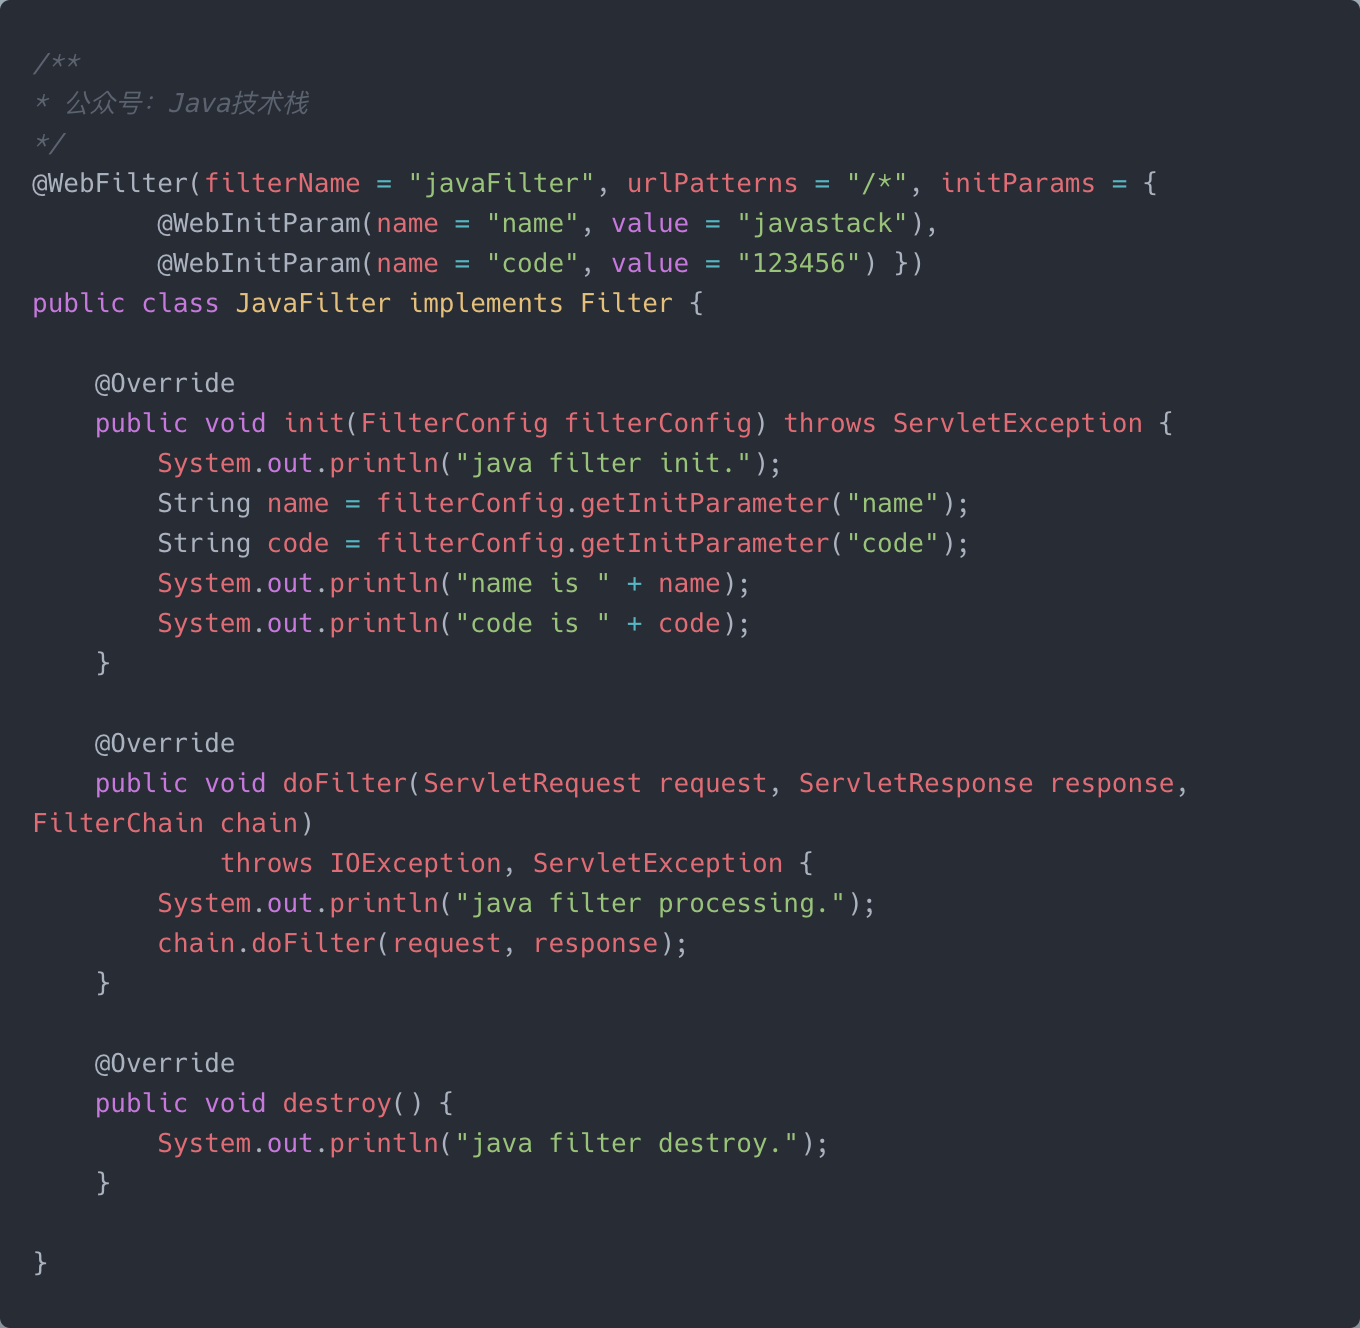 /**
* 公众号：Java技术栈
*/
@WebFilter(filterName = "javaFilter", urlPatterns = "/*", initParams = {
        @WebInitParam(name = "name", value = "javastack"),
        @WebInitParam(name = "code", value = "123456") })
public class JavaFilter implements Filter {

    @Override
    public void init(FilterConfig filterConfig) throws ServletException {
        System.out.println("java filter init.");
        String name = filterConfig.getInitParameter("name");
        String code = filterConfig.getInitParameter("code");
        System.out.println("name is " + name);
        System.out.println("code is " + code);
    }

    @Override
    public void doFilter(ServletRequest request, ServletResponse response,
FilterChain chain)
            throws IOException, ServletException {
        System.out.println("java filter processing.");
        chain.doFilter(request, response);
    }

    @Override
    public void destroy() {
        System.out.println("java filter destroy.");
    }

}